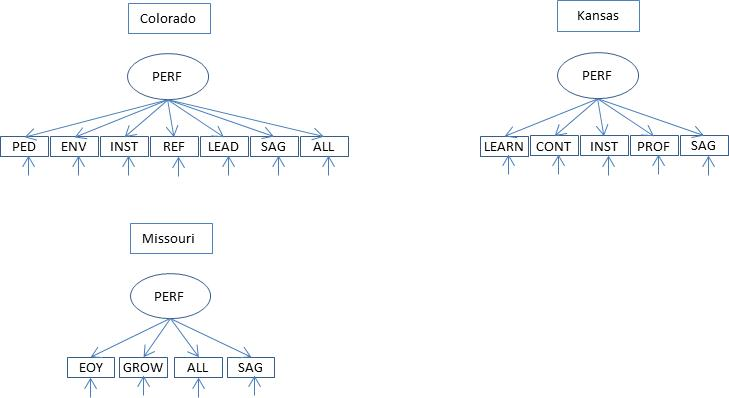 Colorado
PERF
PED ENV INST REF LEAD SAG ALL
Kansas
PERF
LEARN CONT INST PROF SAG
Missouri
PERF
EOY GROW ALL SAG